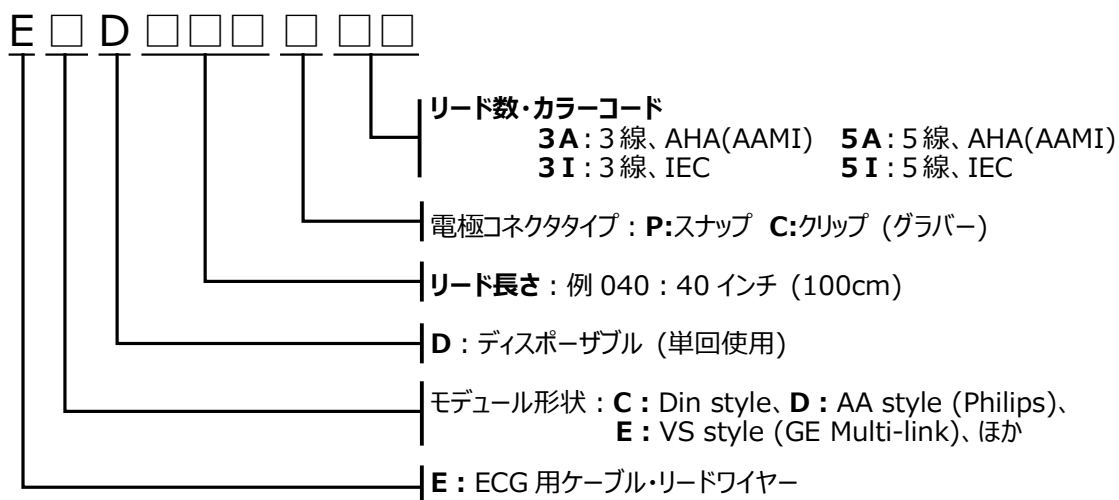 E □ D □□□ □ □□
リード数・カラーコード
3A : 3 線、AHA(AAMI) 5A : 5 線、AHA(AAMI)
3I : 3 線、IEC 5I : 5 線、IEC
電極コネクタタイプ : P:スナップ C:クリップ (グラバー)
リード長さ : 例 040 : 40 インチ (100cm)
D : ディスポーザブル (単回使用)
モデュール形状 : C : Din style、D : AA style (Philips)、
E : VS style (GE Multi-link)、ほか
E : ECG 用ケーブル・リードワイヤー